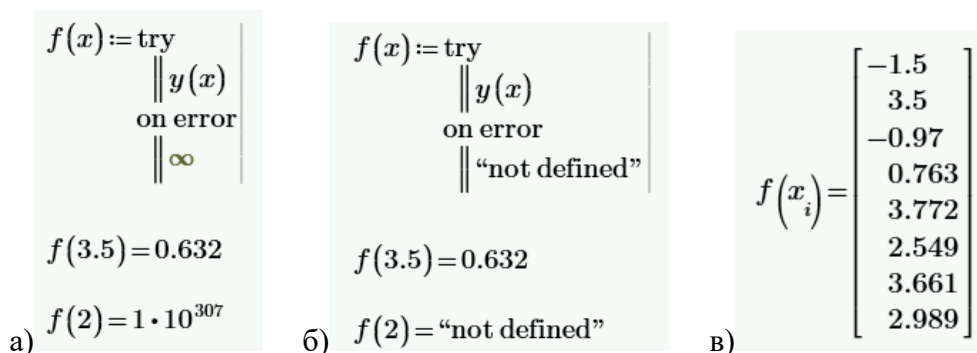 f(x):=try
‖ y(x)
on error
‖ ∞
f(3.5)=0.632
f(2)=1•10^307
а)
f(x):=try
‖ y(x)
on error
‖ “not defined”
f(3.5)=0.632
f(2)=“not defined”
б)
f(x_i)=
-1.5
3.5
-0.97
0.763
3.772
2.549
3.661
2.989
в)